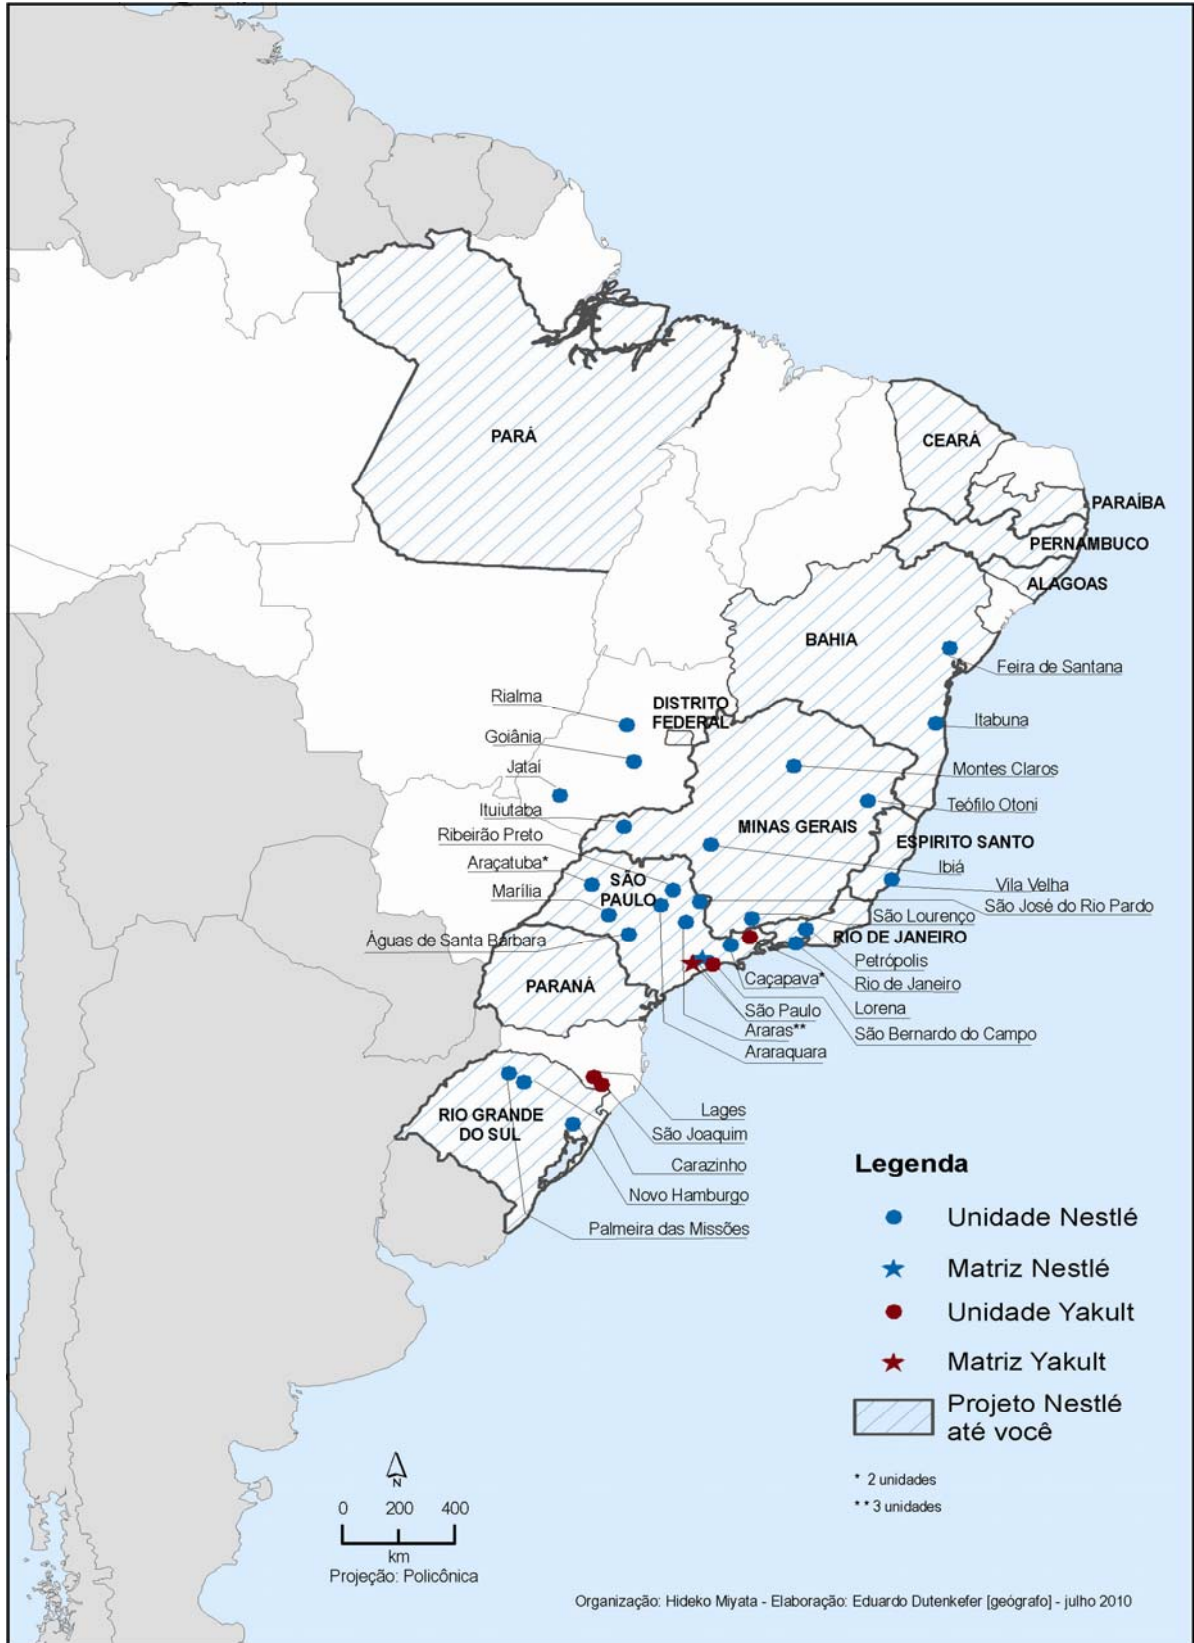 PARÁ
CEARÁ
PARAÍBA
PERNAMBUCO
ALAGOAS
BAHIA
Feira de Santana
Rialma
DISTRITO
FEDERAL
Itabuna
Goiânia
Jataí
Montes Claros
Ituiutaba
Teófilo Otoni
Ribeirão Preto
MINAS GERAIS
ESPIRITO SANTO
Araçatuba*
Ibiá
SÃO
PAULO
Marília
Vila Velha
São José do Rio Pardo
São Lourenço
Águas de Santa Bárbara
RIO DE JANEIRO
Petrópolis
PARANÁ
Caçapava*
Rio de Janeiro
São Paulo
Lorena
Araras**
São Bernardo do Campo
Araraquara
RIO GRANDE
DO SUL
Lages
São Joaquim
Carazinho
Novo Hamburgo
Palmeira das Missões
Legenda
Unidade Nestlé
Matriz Nestlé
Unidade Yakult
Matriz Yakult
Projeto Nestlé
até você
* 2 unidades
* * 3 unidades
N
0 200 400
km
Projeção: Policônica
Organização: Hideko Miyata - Elaboração: Eduardo Dutenkefer [geógrafo] - julho 2010